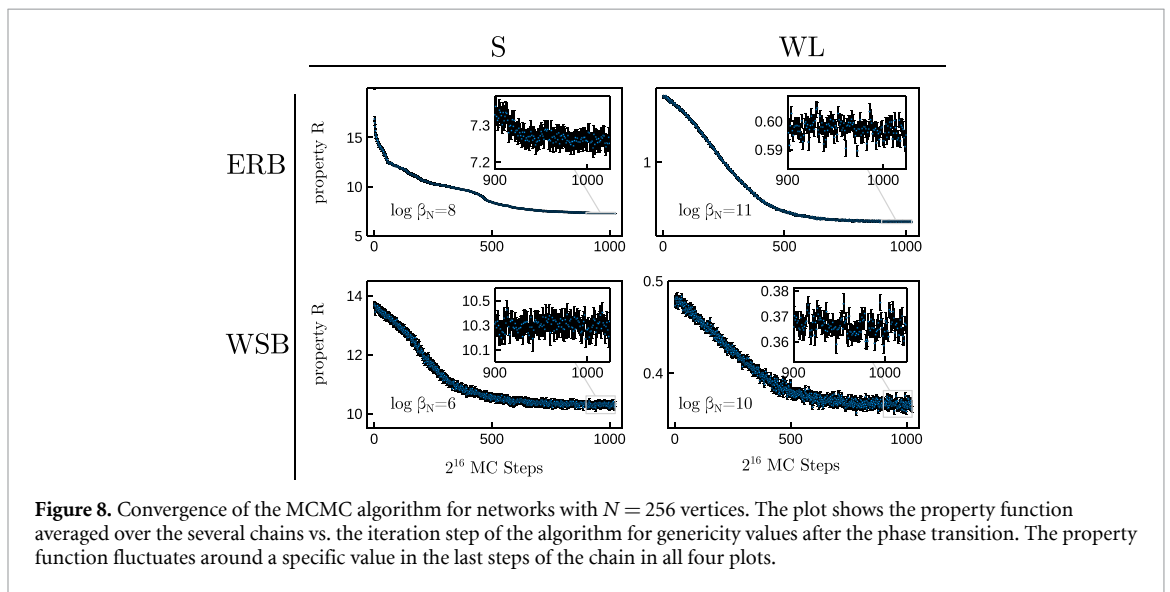 S
WL
ERB
property R
15
10
5
0
500
1000
7.3
7.2
900
1000
log βN=8
1
0
500
1000
0.60
0.59
900
1000
log βN=11
WSB
property R
14
12
10
0
500
1000
10.5
10.3
10.1
900
1000
log βN=6
2^16 MC Steps
0.5
0.4
0
500
1000
0.38
0.37
0.36
900
1000
log βN=10
2^16 MC Steps
Figure 8. Convergence of the MCMC algorithm for networks with N = 256 vertices. The plot shows the property function
averaged over the several chains vs. the iteration step of the algorithm for genericity values after the phase transition. The property
function fluctuates around a specific value in the last steps of the chain in all four plots.